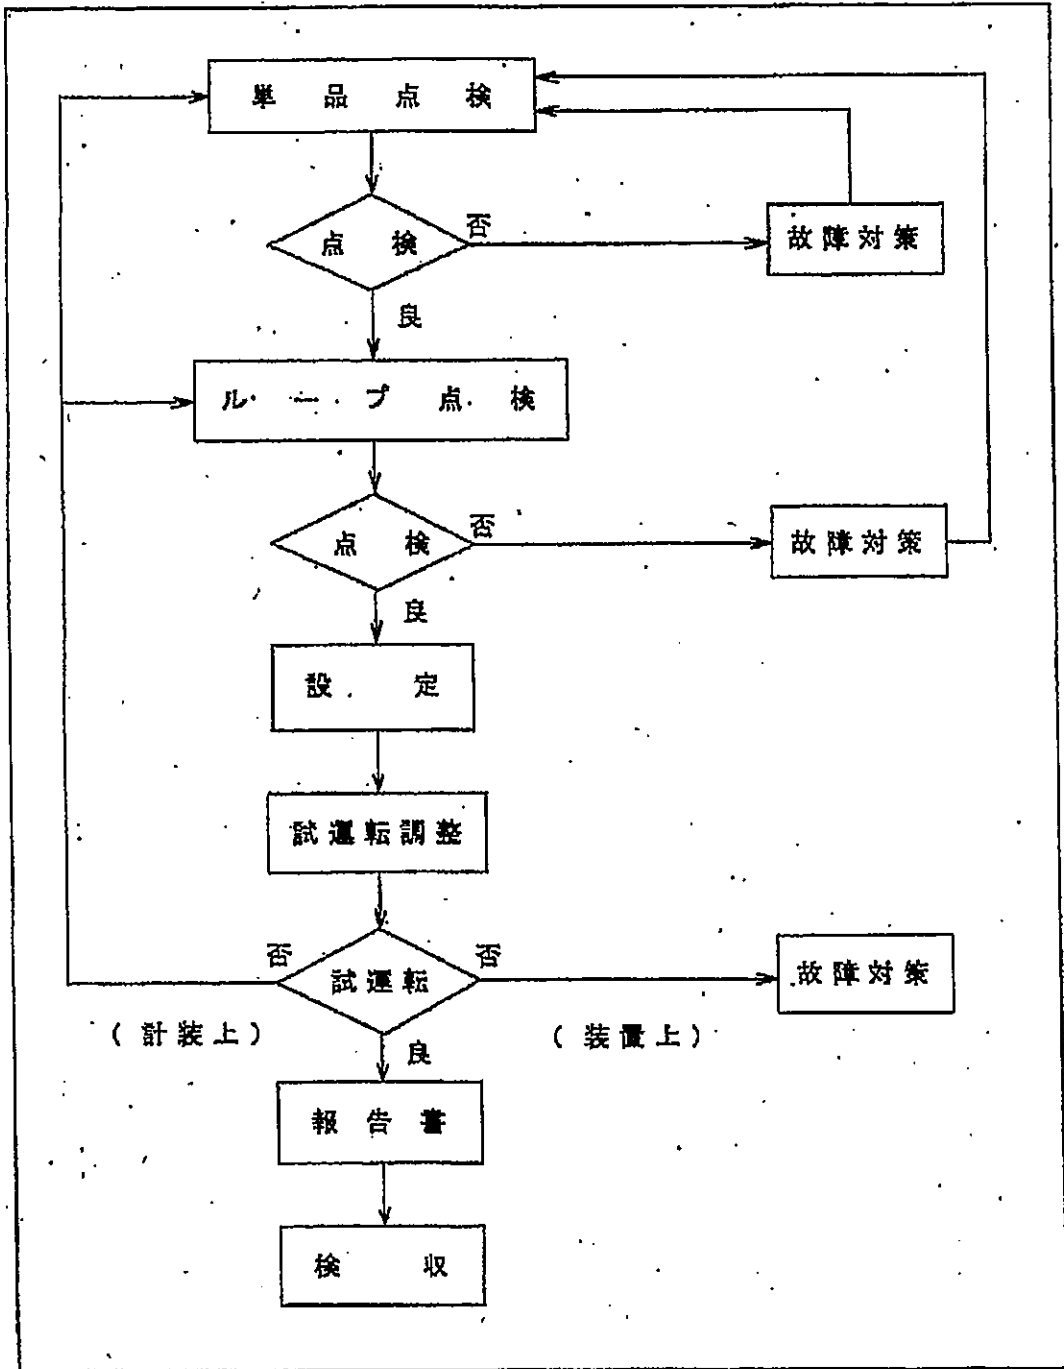 単品点検
点検
否
故障対策
良
ループ点検
点検
否
故障対策
良
設定
試運転調整
否
試運転
否
故障対策
(計装上)
(装置上)
良
報告書
検収